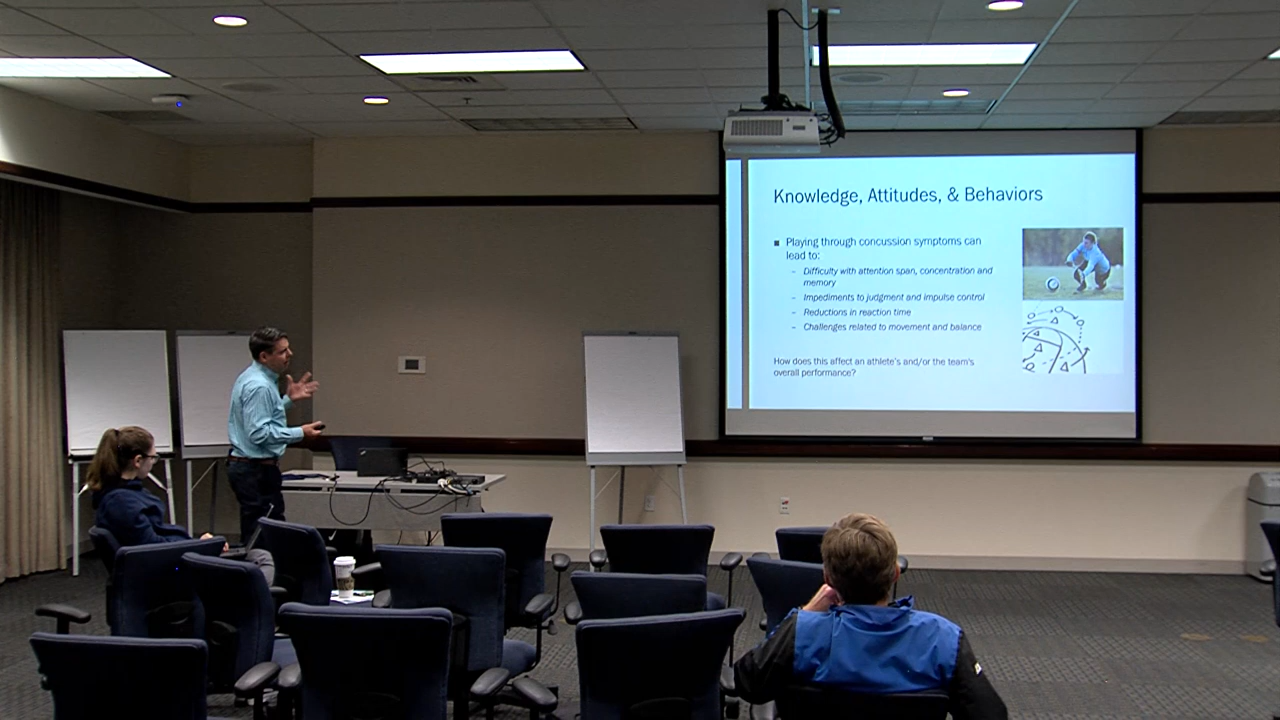 Knowledge, Attitudes, & Behaviors
■ Playing through concussion symptoms can
lead to:
– Difficulty with attention span, concentration and
memory
– Impediments to judgment and impulse control
– Reductions in reaction time
– Challenges related to movement and balance
How does this affect an athlete's and/or the team's
overall performance?